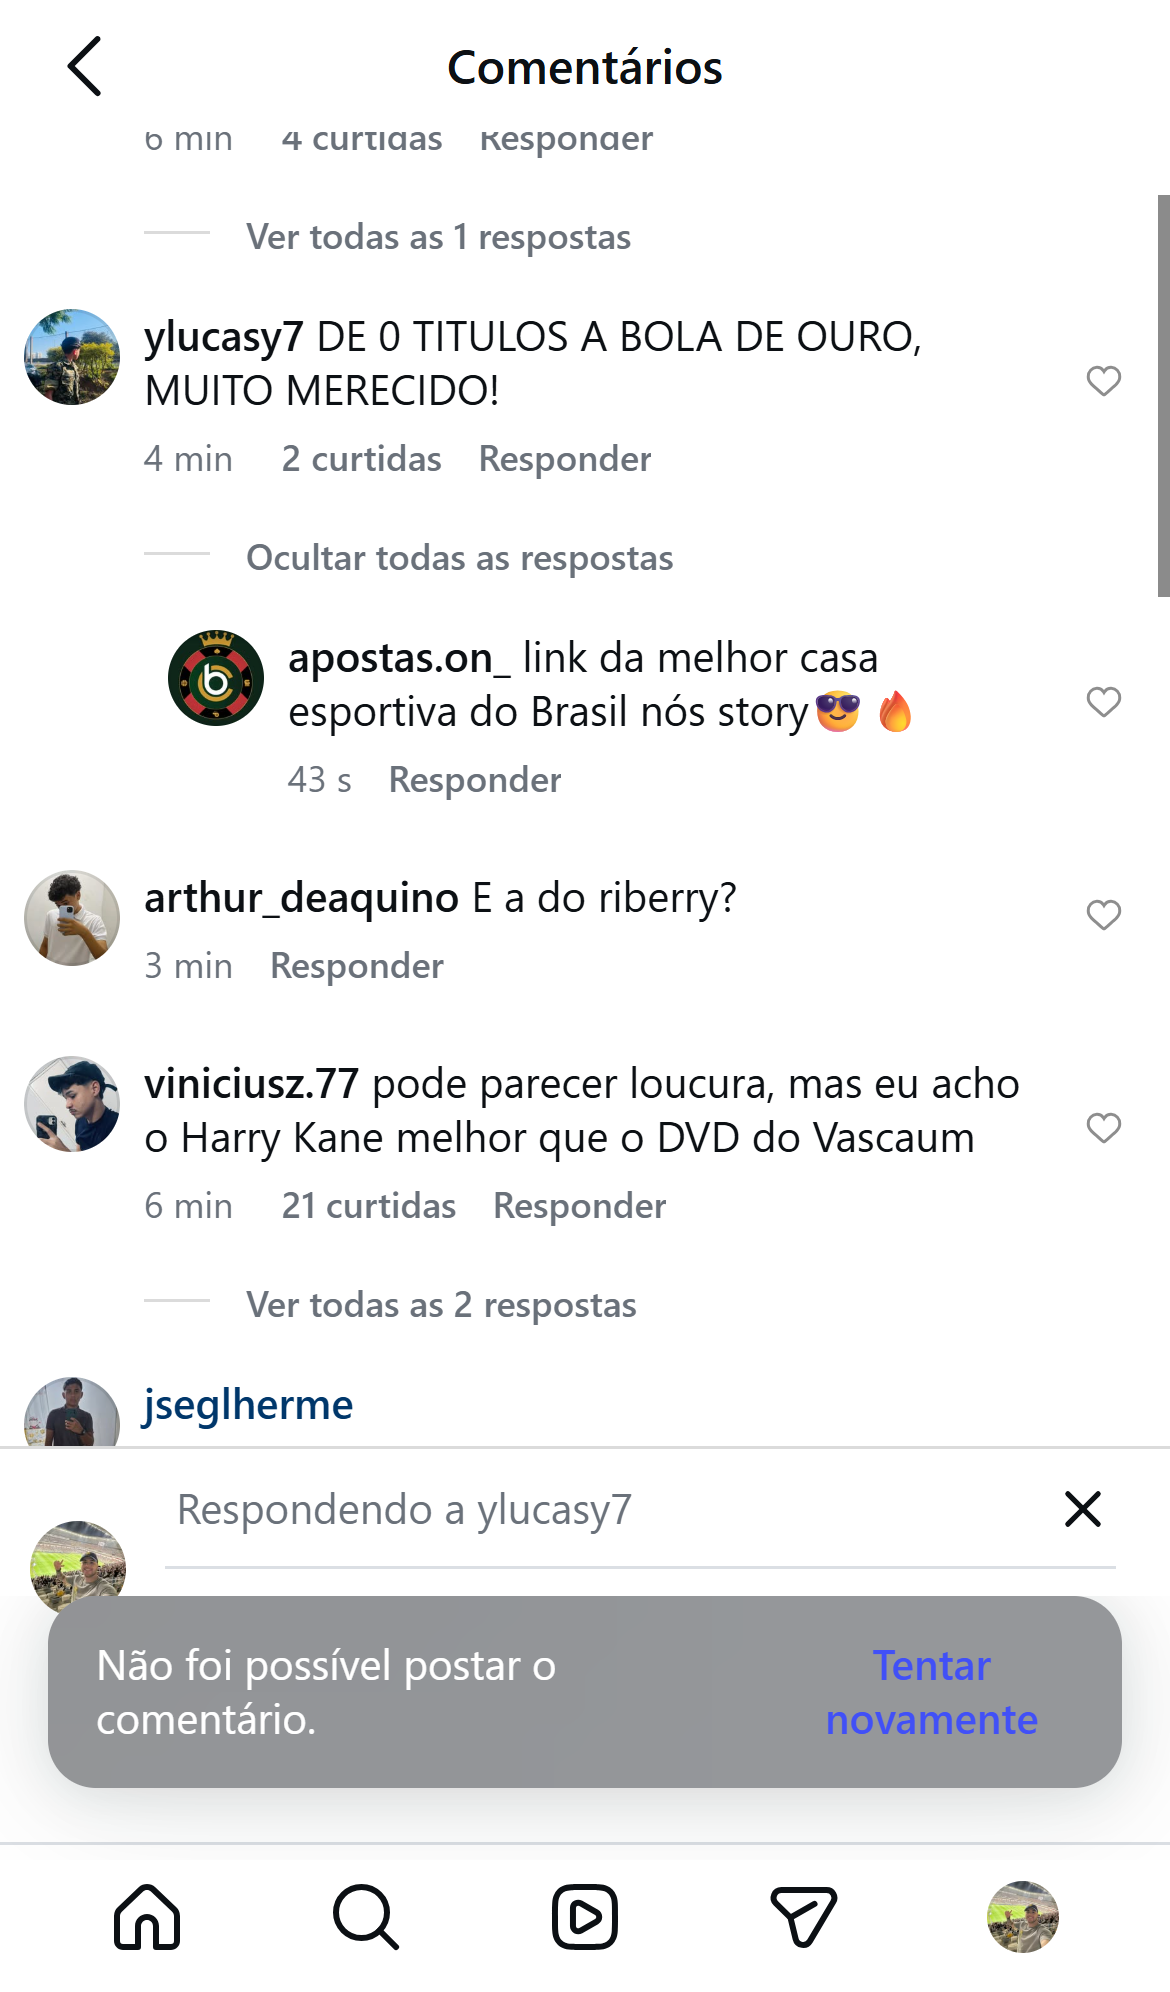 Comentários
6 min 4 curtidas Responder
Ver todas as 1 respostas
ylucasy7 DE 0 TITULOS A BOLA DE OURO,
MUITO MERECIDO!
4 min 2 curtidas Responder
Ocultar todas as respostas
apostas.on_ link da melhor casa
esportiva do Brasil nós story😎🔥
43 s Responder
arthur_deaquino E a do riberry?
3 min Responder
viniciusz.77 pode parecer loucura, mas eu acho
o Harry Kane melhor que o DVD do Vascaum
6 min 21 curtidas Responder
Ver todas as 2 respostas
jseglherme
Respondendo a ylucasy7
Não foi possível postar o
comentário.
Tentar
novamente